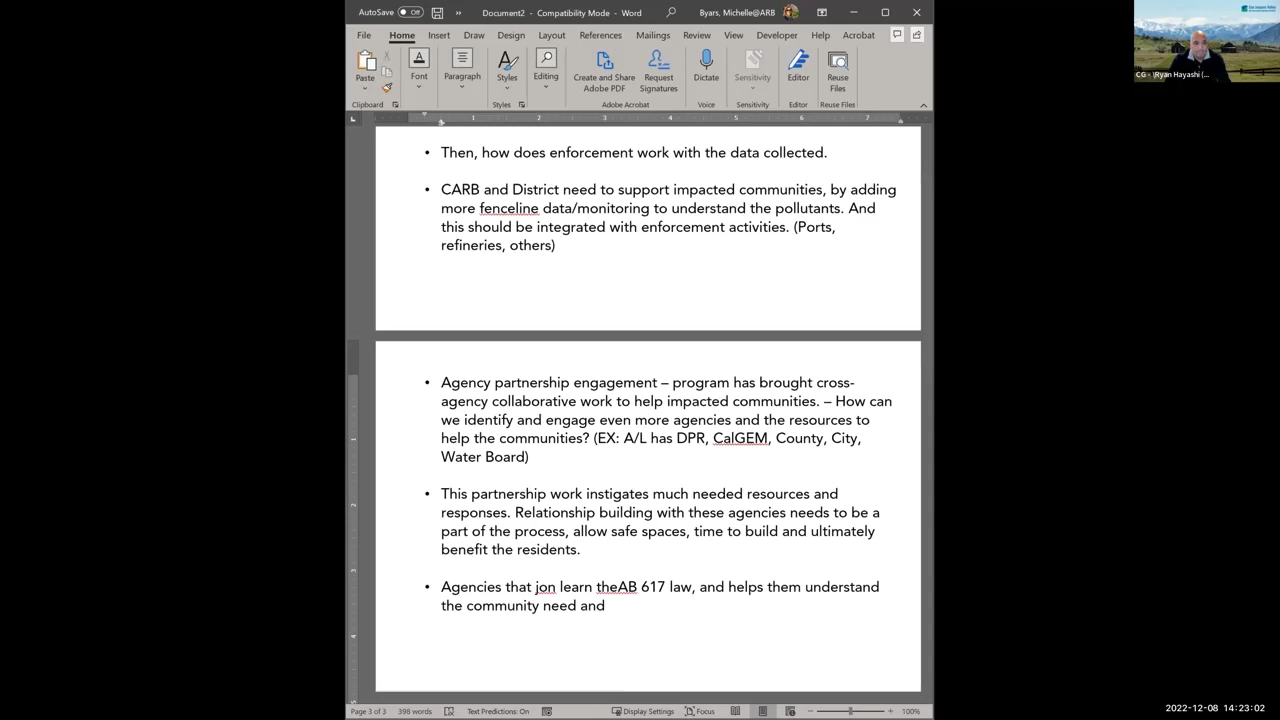 AutoSave Off » Document2 - Compatibility Mode - Word Byars, Michelle@ARB
File Home Insert Draw Design Layout References Mailings Review View Developer Help Acrobat
Paste Font Paragraph Styles Editing Create and Share Adobe PDF Request Signatures Dictate Sensitivity Editor Reuse Files
Clipboard Styles Adobe Acrobat Voice Sensitivity Editor Reuse Files
1 2 3 4 5 6 7
• Then, how does enforcement work with the data collected.
• CARB and District need to support impacted communities, by adding
more fenceline data/monitoring to understand the pollutants. And
this should be integrated with enforcement activities. (Ports,
refineries, others)
• Agency partnership engagement – program has brought cross-
agency collaborative work to help impacted communities. – How can
we identify and engage even more agencies and the resources to
help the communities? (EX: A/L has DPR, CalGEM, County, City,
Water Board)
• This partnership work instigates much needed resources and
responses. Relationship building with these agencies needs to be a
part of the process, allow safe spaces, time to build and ultimately
benefit the residents.
• Agencies that jon learn theAB 617 law, and helps them understand
the community need and
Page 3 of 3 398 words Text Predictions: On Display Settings Focus 100%
CG - \Ryan Hayashi (...
2022-12-08 14:23:02